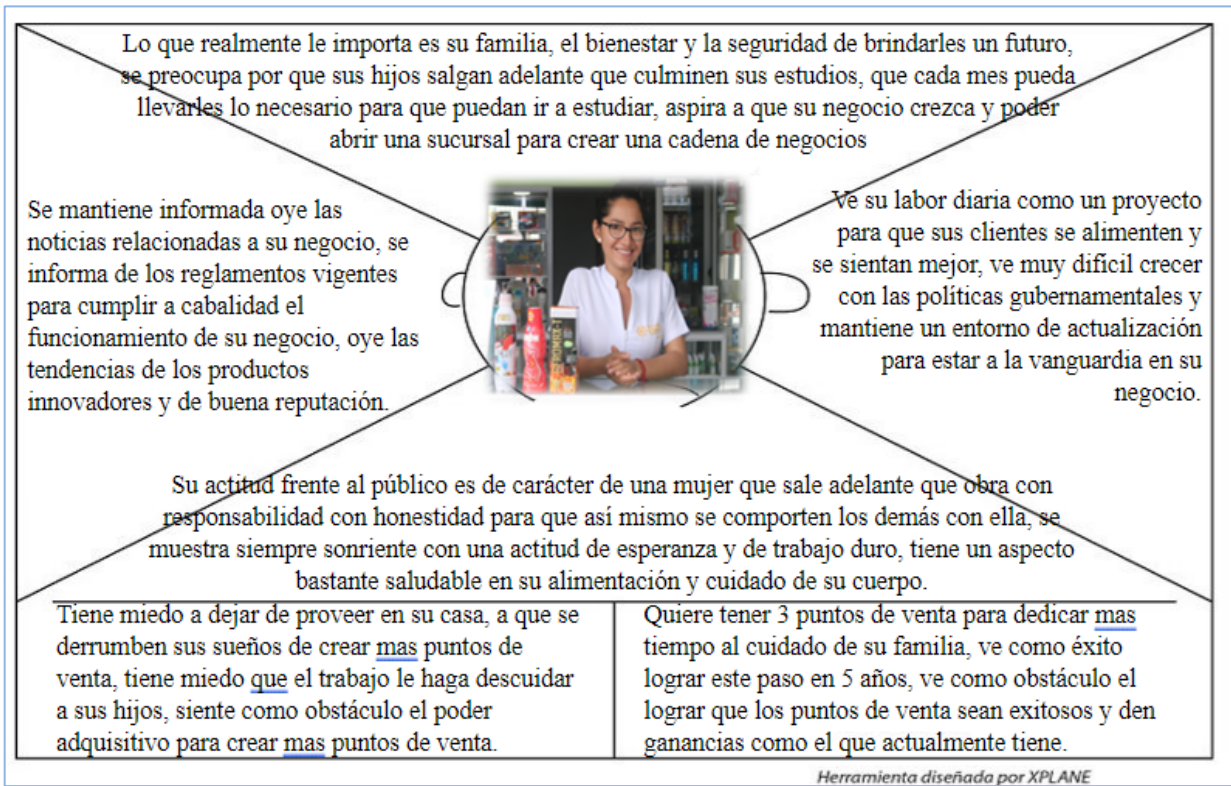 Lo que realmente le importa es su familia, el bienestar y la seguridad de brindarles un futuro,
se preocupa por que sus hijos salgan adelante que culminen sus estudios, que cada mes pueda
llevarles lo necesario para que puedan ir a estudiar, aspira a que su negocio crezca y poder
abrir una sucursal para crear una cadena de negocios
Se mantiene informada oye las
noticias relacionadas a su negocio, se
informa de los reglamentos vigentes
para cumplir a cabalidad el
funcionamiento de su negocio, oye las
tendencias de los productos
innovadores y de buena reputación.
Ve su labor diaria como un proyecto
para que sus clientes se alimenten y
se sientan mejor, ve muy difícil crecer
con las políticas gubernamentales y
mantiene un entorno de actualización
para estar a la vanguardia en su
negocio.
Su actitud frente al público es de carácter de una mujer que sale adelante que obra con
responsabilidad con honestidad para que así mismo se comporten los demás con ella, se
muestra siempre sonriente con una actitud de esperanza y de trabajo duro, tiene un aspecto
bastante saludable en su alimentación y cuidado de su cuerpo.
Tiene miedo a dejar de proveer en su casa, a que se
derrumben sus sueños de crear mas puntos de
venta, tiene miedo que el trabajo le haga descuidar
a sus hijos, siente como obstáculo el poder
adquisitivo para crear mas puntos de venta.
Quiere tener 3 puntos de venta para dedicar mas
tiempo al cuidado de su familia, ve como éxito
lograr este paso en 5 años, ve como obstáculo el
lograr que los puntos de venta sean exitosos y den
ganancias como el que actualmente tiene.
Herramienta diseñada por XPLANE